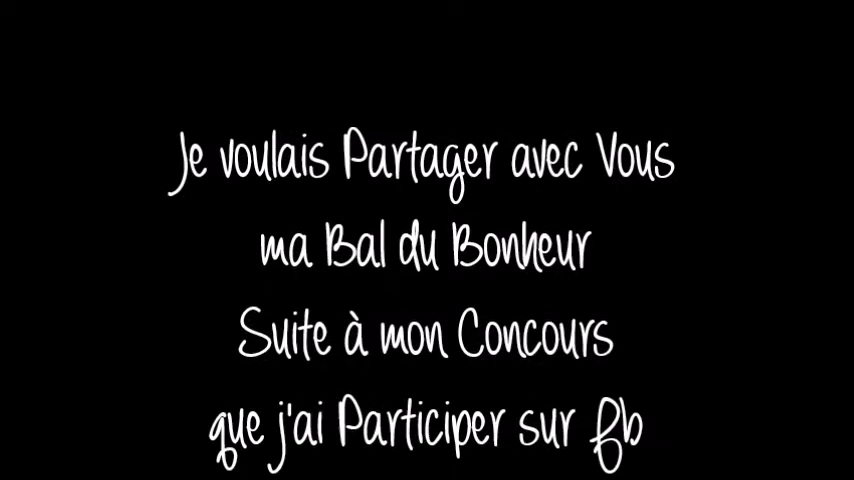 Je voulais Partager avec Vous
ma Bal du Bonheur
Suite à mon Concours
que j'ai Participer sur fb